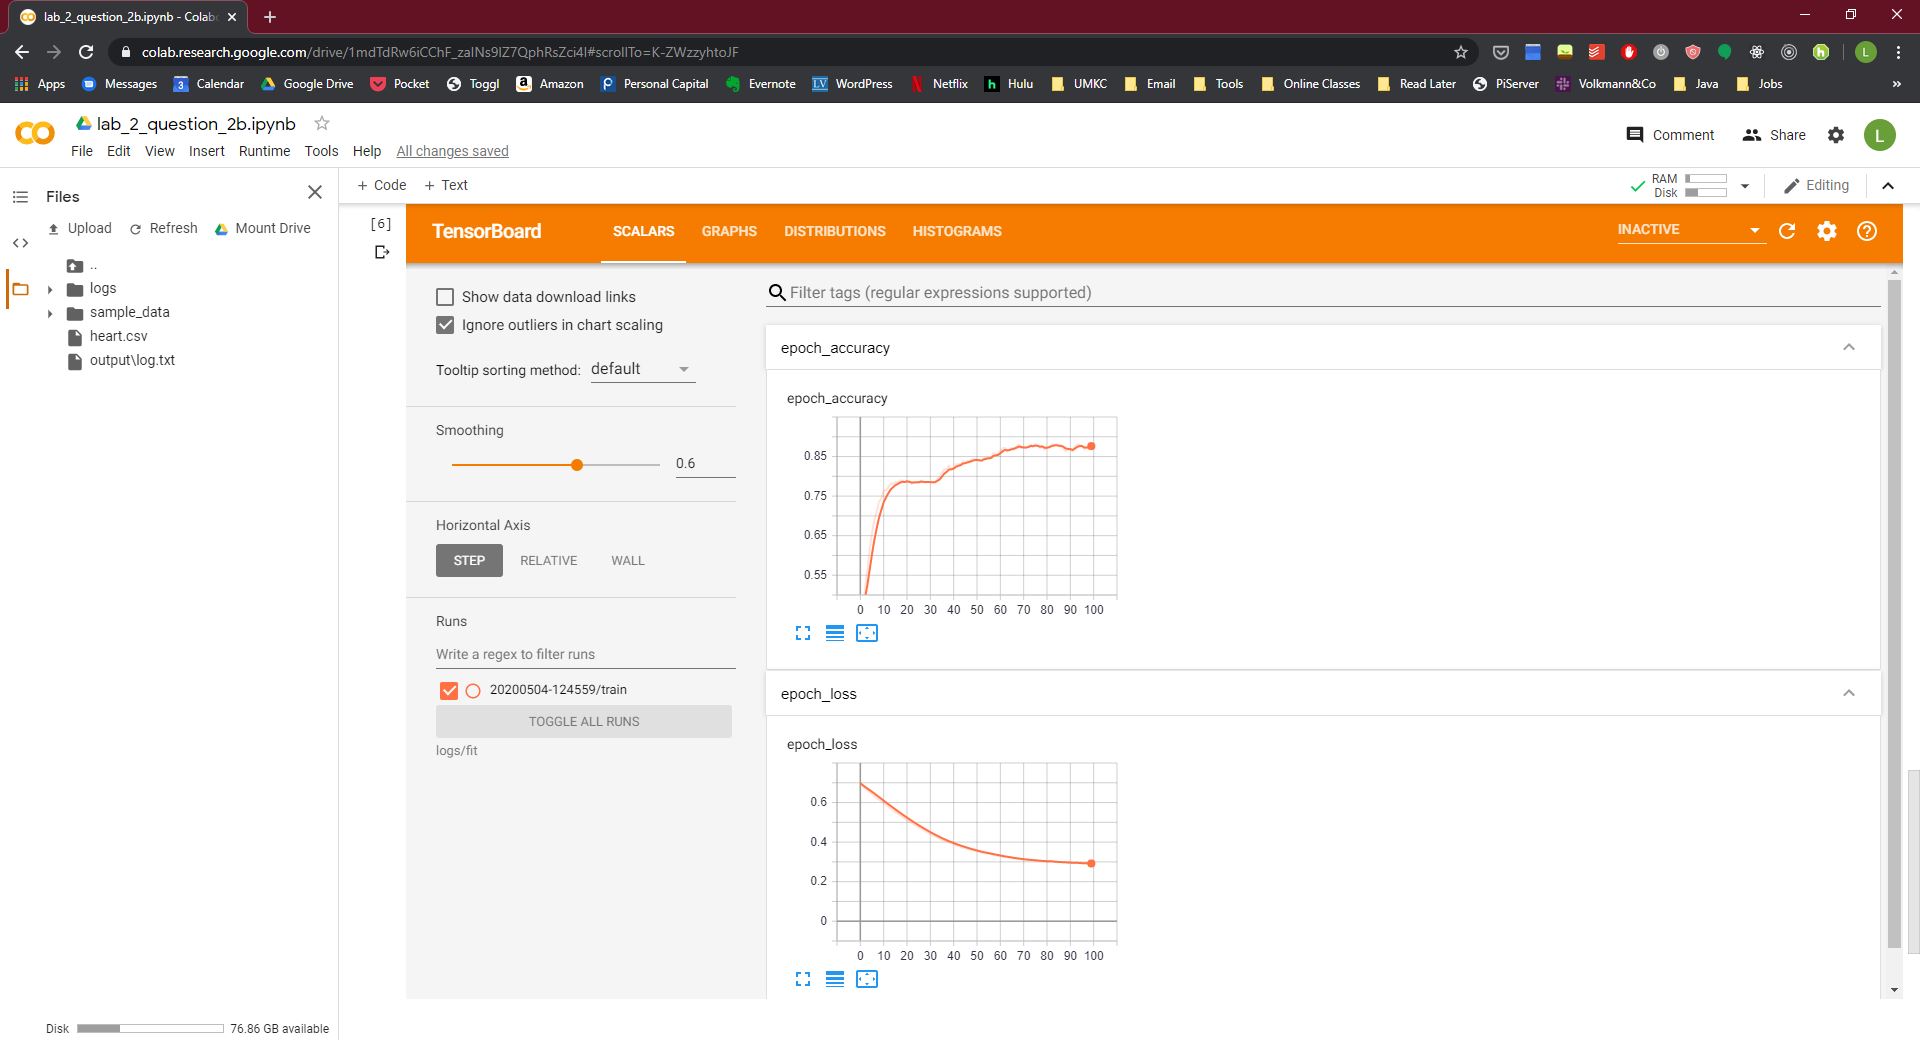 lab_2_question_2b.ipynb - Colab
colab.research.google.com/drive/1mdTdRw6iCChF_zaINs9IZ7QphRsZci4I#scrollTo=K-ZWzzyhtoJF
L
Apps Messages 3 Calendar Google Drive Pocket Toggl a Amazon P Personal Capital Evernote LV WordPress N Netflix h Hulu UMKC Email Tools Online Classes Read Later PiServer Volkmann&Co Java Jobs »
lab_2_question_2b.ipynb
File Edit View Insert Runtime Tools Help All changes saved
Comment Share L
Files
Upload Refresh Mount Drive
..
logs
sample_data
heart.csv
output\log.txt
Disk 76.86 GB available
+ Code + Text
RAM
Disk
Editing
[6]
TensorBoard SCALARS GRAPHS DISTRIBUTIONS HISTOGRAMS INACTIVE
Show data download links
Ignore outliers in chart scaling
Tooltip sorting method: default
Smoothing
0.6
Horizontal Axis
STEP RELATIVE WALL
Runs
Write a regex to filter runs
20200504-124559/train
TOGGLE ALL RUNS
logs/fit
Filter tags (regular expressions supported)
epoch_accuracy
epoch_accuracy
0.85
0.75
0.65
0.55
0 10 20 30 40 50 60 70 80 90 100
epoch_loss
epoch_loss
0.6
0.4
0.2
0
0 10 20 30 40 50 60 70 80 90 100